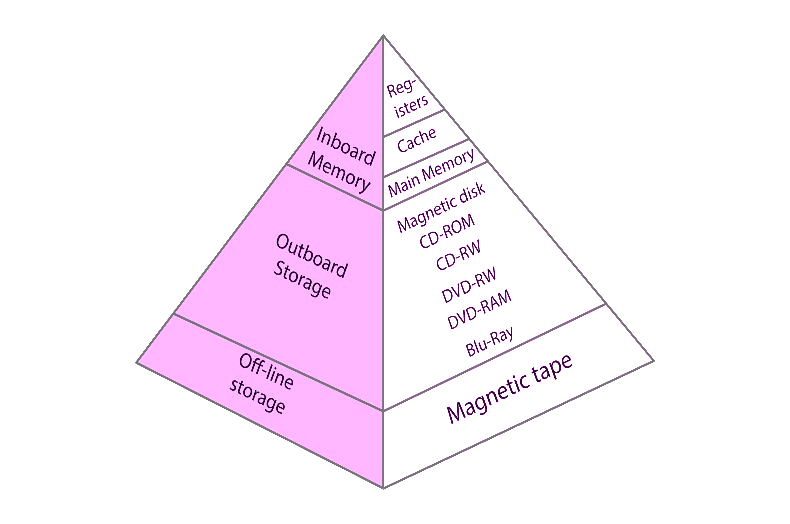 Inboard
Memory
Outboard
Storage
Off-line
storage
Reg-
isters
Cache
Main Memory
Magnetic disk
CD-ROM
CD-RW
DVD-RW
DVD-RAM
Blu-Ray
Magnetic tape